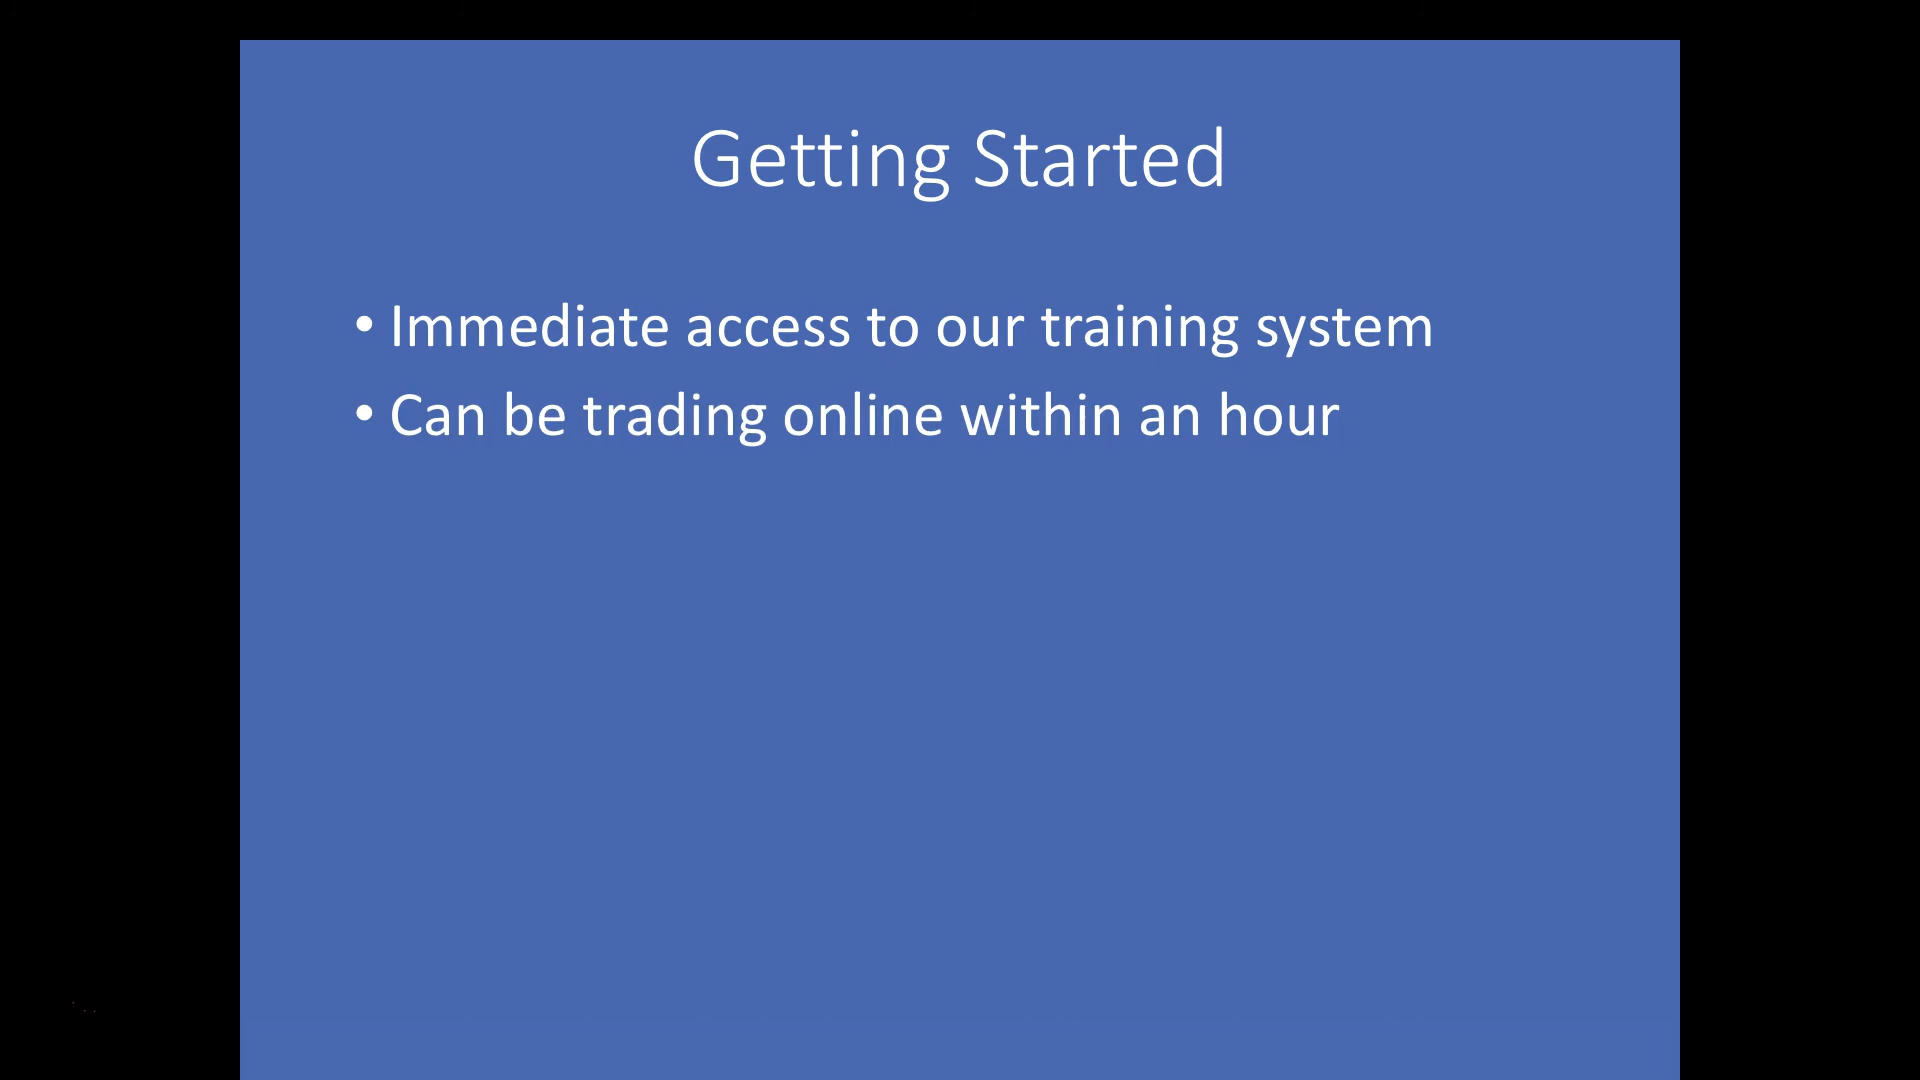 Getting Started
• Immediate access to our training system
• Can be trading online within an hour